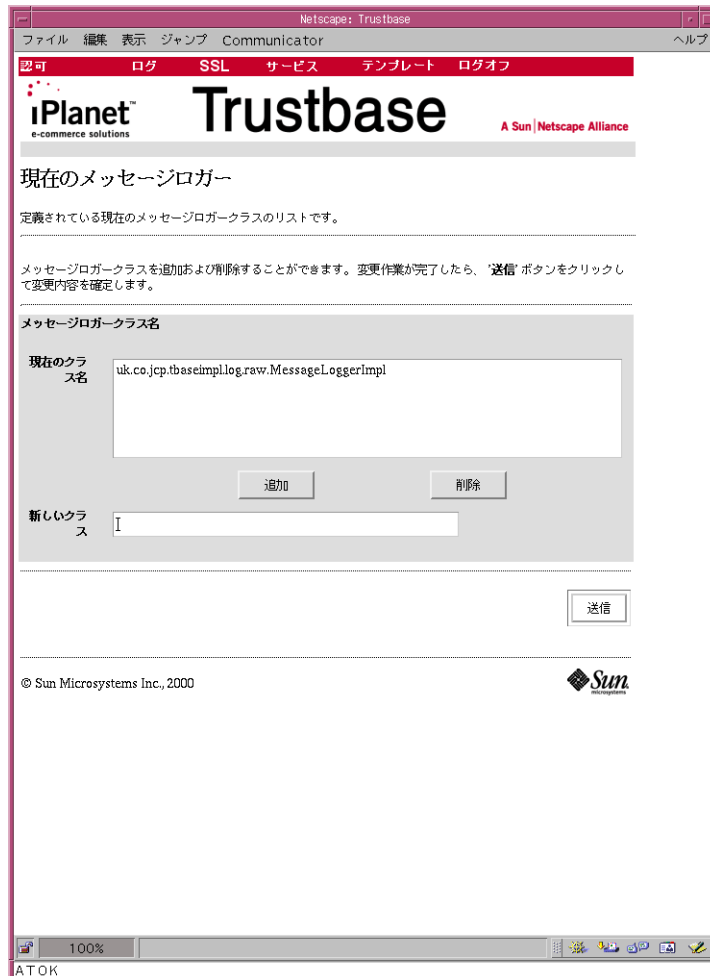 Netscape: Trustbase
ファイル 編集 表示 ジャンプ Communicator ヘルプ
認可 ログ SSL サービス テンプレート ログオフ
iPlanet™
e-commerce solutions
Trustbase
A Sun|Netscape Alliance
現在のメッセージロガー
定義されている現在のメッセージロガークラスのリストです。
メッセージロガークラスを追加および削除することができます。変更作業が完了したら、'送信' ボタンをクリックし
て変更内容を確定します。
メッセージロガークラス名
現在のクラ
ス名
uk.co.jcp.tbaseimpl.log.raw.MessageLoggerImpl
追加 削除
新しいクラ
ス
送信
© Sun Microsystems Inc., 2000
Sun
microsystems
100%
ATOK